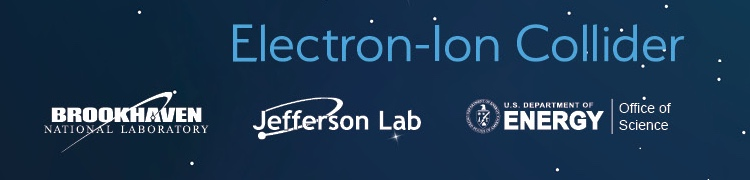 Electron-Ion Collider
BROOKHAVEN
NATIONAL LABORATORY
Jefferson Lab
U.S. DEPARTMENT OF
ENERGY
Office of
Science